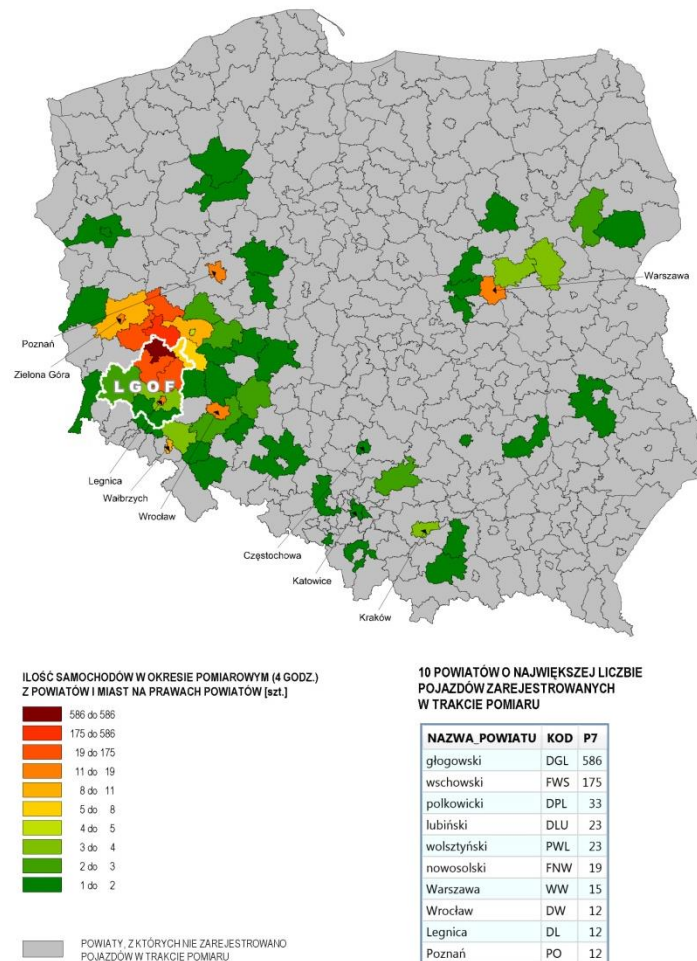 Warszawa
Poznań
Zielona Góra
LGOF
Legnica
Wałbrzych
Wrocław
Częstochowa
Katowice
Kraków
ILOŚĆ SAMOCHODÓW W OKRESIE POMIAROWYM (4 GODZ.)
Z POWIATÓW I MIAST NA PRAWACH POWIATÓW [szt.]
586 do 586
175 do 586
19 do 175
11 do 19
8 do 11
5 do 8
4 do 5
3 do 4
2 do 3
1 do 2
POWIATY, Z KTÓRYCH NIE ZAREJESTROWANO
POJAZDÓW W TRAKCIE POMIARU
10 POWIATÓW O NAJWIĘKSZEJ LICZBIE
POJAZDÓW ZAREJESTROWANYCH
W TRAKCIE POMIARU
NAZWA_POWIATU KOD P7
głogowski DGL 586
wschowski FWS 175
polkowicki DPL 33
lubiński DLU 23
wolsztyński PWL 23
nowosolski FNW 19
Warszawa WW 15
Wrocław DW 12
Legnica DL 12
Poznań PO 12